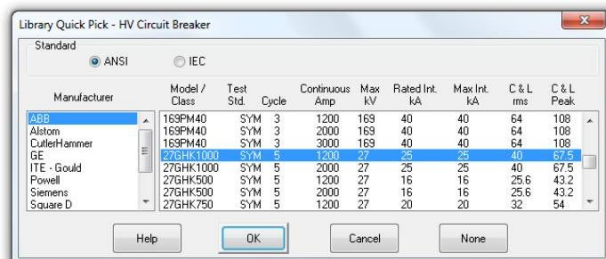 Library Quick Pick - HV Circuit Breaker
Standard
ANSI IEC
Manufacturer
Model / Class Test Std. Cycle Continuous Amp Max kV Rated Int. kA Max Int. kA C & L rms C & L Peak
ABB 169PM40 SYM 3 1200 169 40 40 64 108
Alstom 169PM40 SYM 3 2000 169 40 40 64 108
CutlerHammer 169PM40 SYM 3 3000 169 40 40 64 108
GE 27GHK1000 SYM 5 1200 27 25 25 40 67.5
ITE - Gould 27GHK1000 SYM 5 2000 27 25 25 40 67.5
Powell 27GHK500 SYM 5 1200 27 16 16 25.6 43.2
Siemens 27GHK500 SYM 5 2000 27 16 16 25.6 43.2
Square D 27GHK750 SYM 5 1200 27 20 20 32 54
Help OK Cancel None